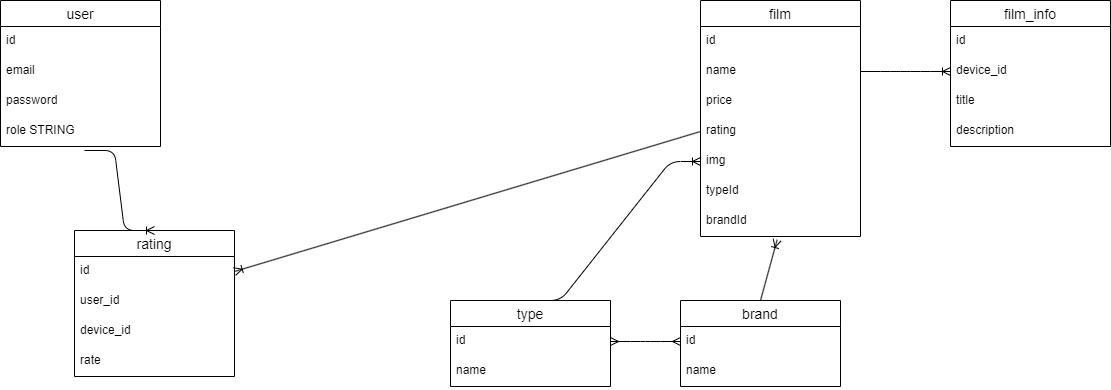 user
id
email
password
role STRING
film
id
name
price
rating
img
typeId
brandId
film_info
id
device_id
title
description
rating
id
user_id
device_id
rate
type
id
name
brand
id
name